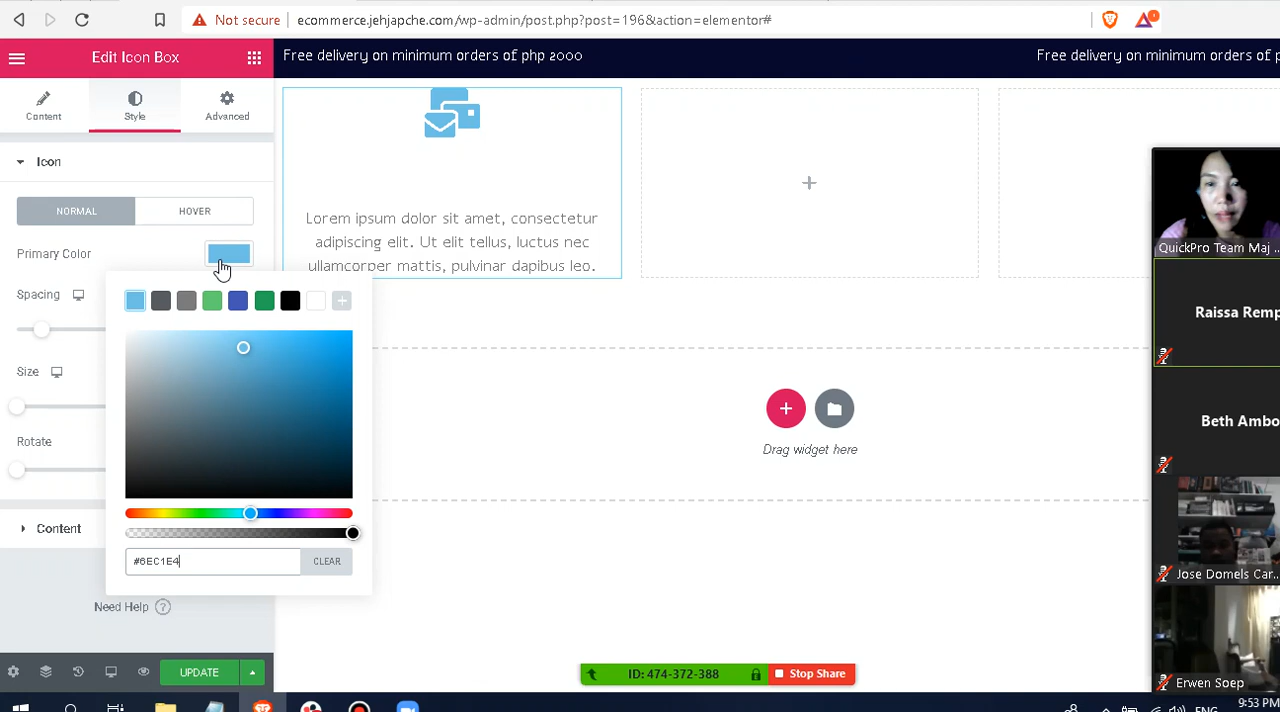 Not secure
ecommerce.jehjapche.com/wp-admin/post.php?post=196&action=elementor#
Edit Icon Box
Free delivery on minimum orders of php 2000
Free delivery on minimum orders of p
Content
Style
Advanced
Icon
NORMAL
HOVER
Primary Color
Spacing
Size
Rotate
#6EC1E4
CLEAR
Content
Need Help ?
UPDATE
Lorem ipsum dolor sit amet, consectetur
adipiscing elit. Ut elit tellus, luctus nec
ullamcorper mattis, pulvinar dapibus leo.
Drag widget here
QuickPro Team Maj ...
Raissa Remp
Beth Ambo
Jose Domels Car...
Erwen Soep
ID: 474-372-388
Stop Share
ENG
9:53 PM